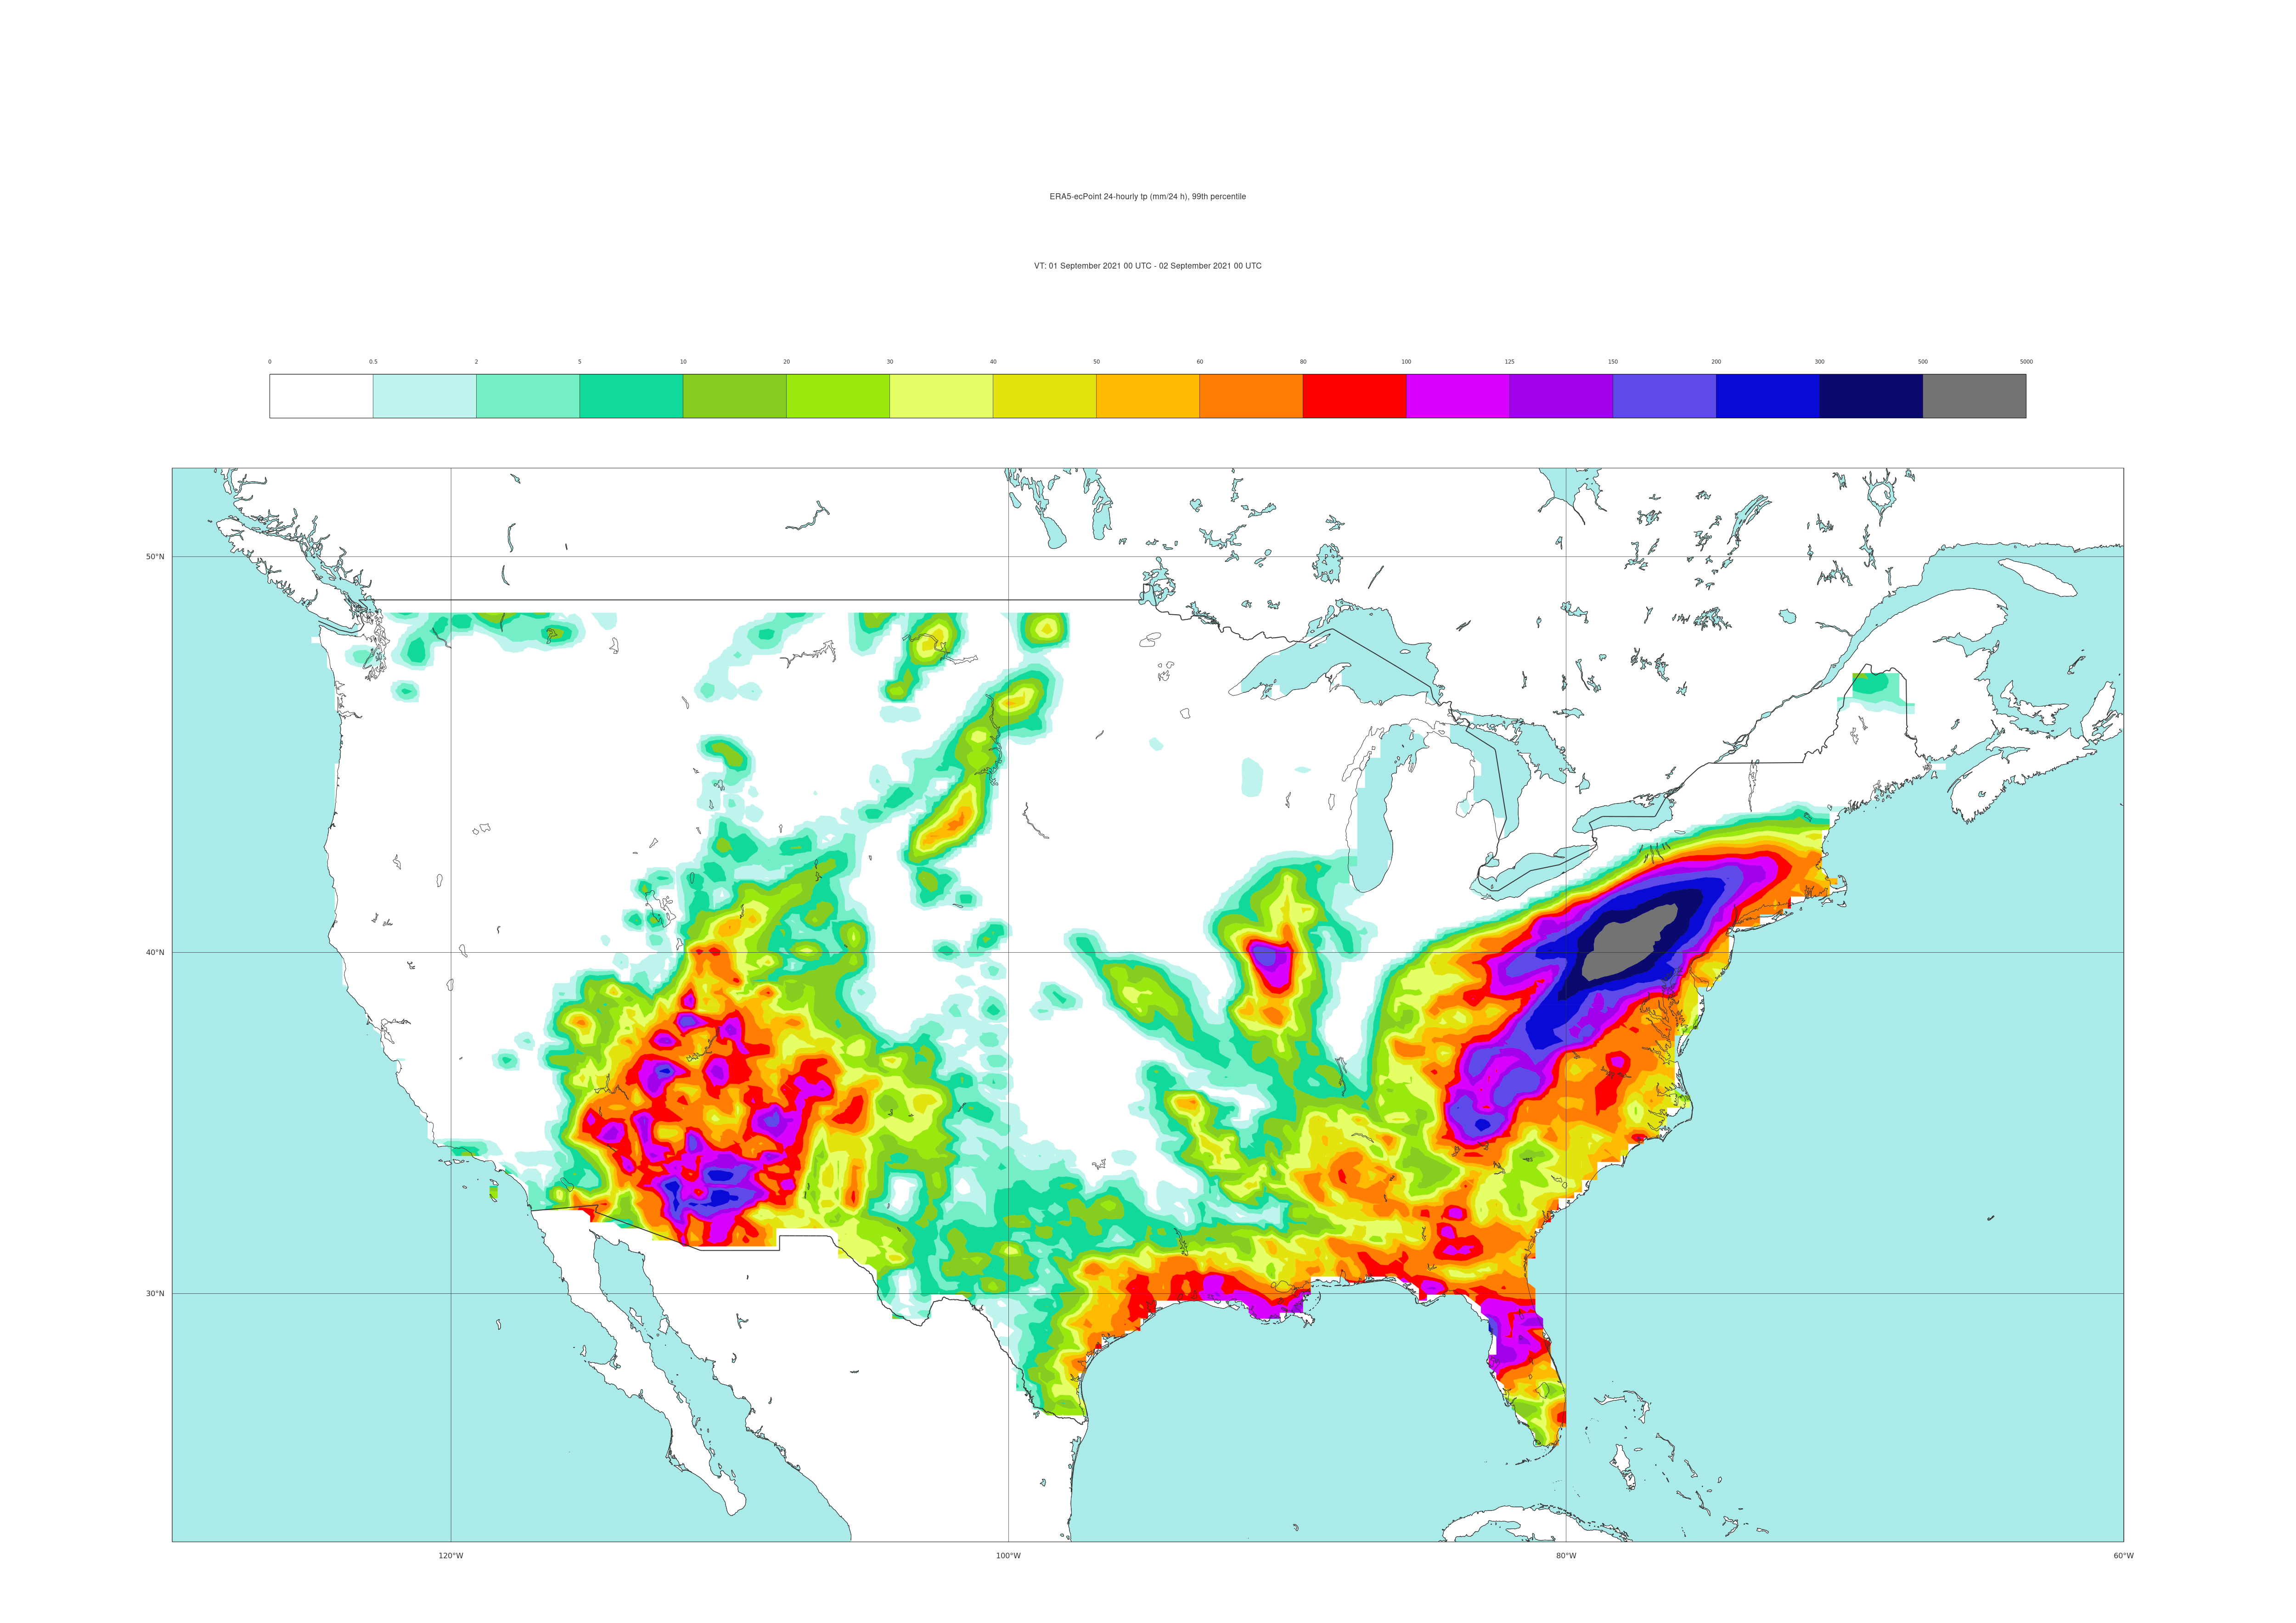 ERA5-ecPoint 24-hourly tp (mm/24 h), 99th percentile
VT: 01 September 2021 00 UTC - 02 September 2021 00 UTC
0 0.5 2 5 10 20 30 40 50 60 80 100 125 150 200 300 500 5000
50°N
40°N
30°N
120°W 100°W 80°W 60°W